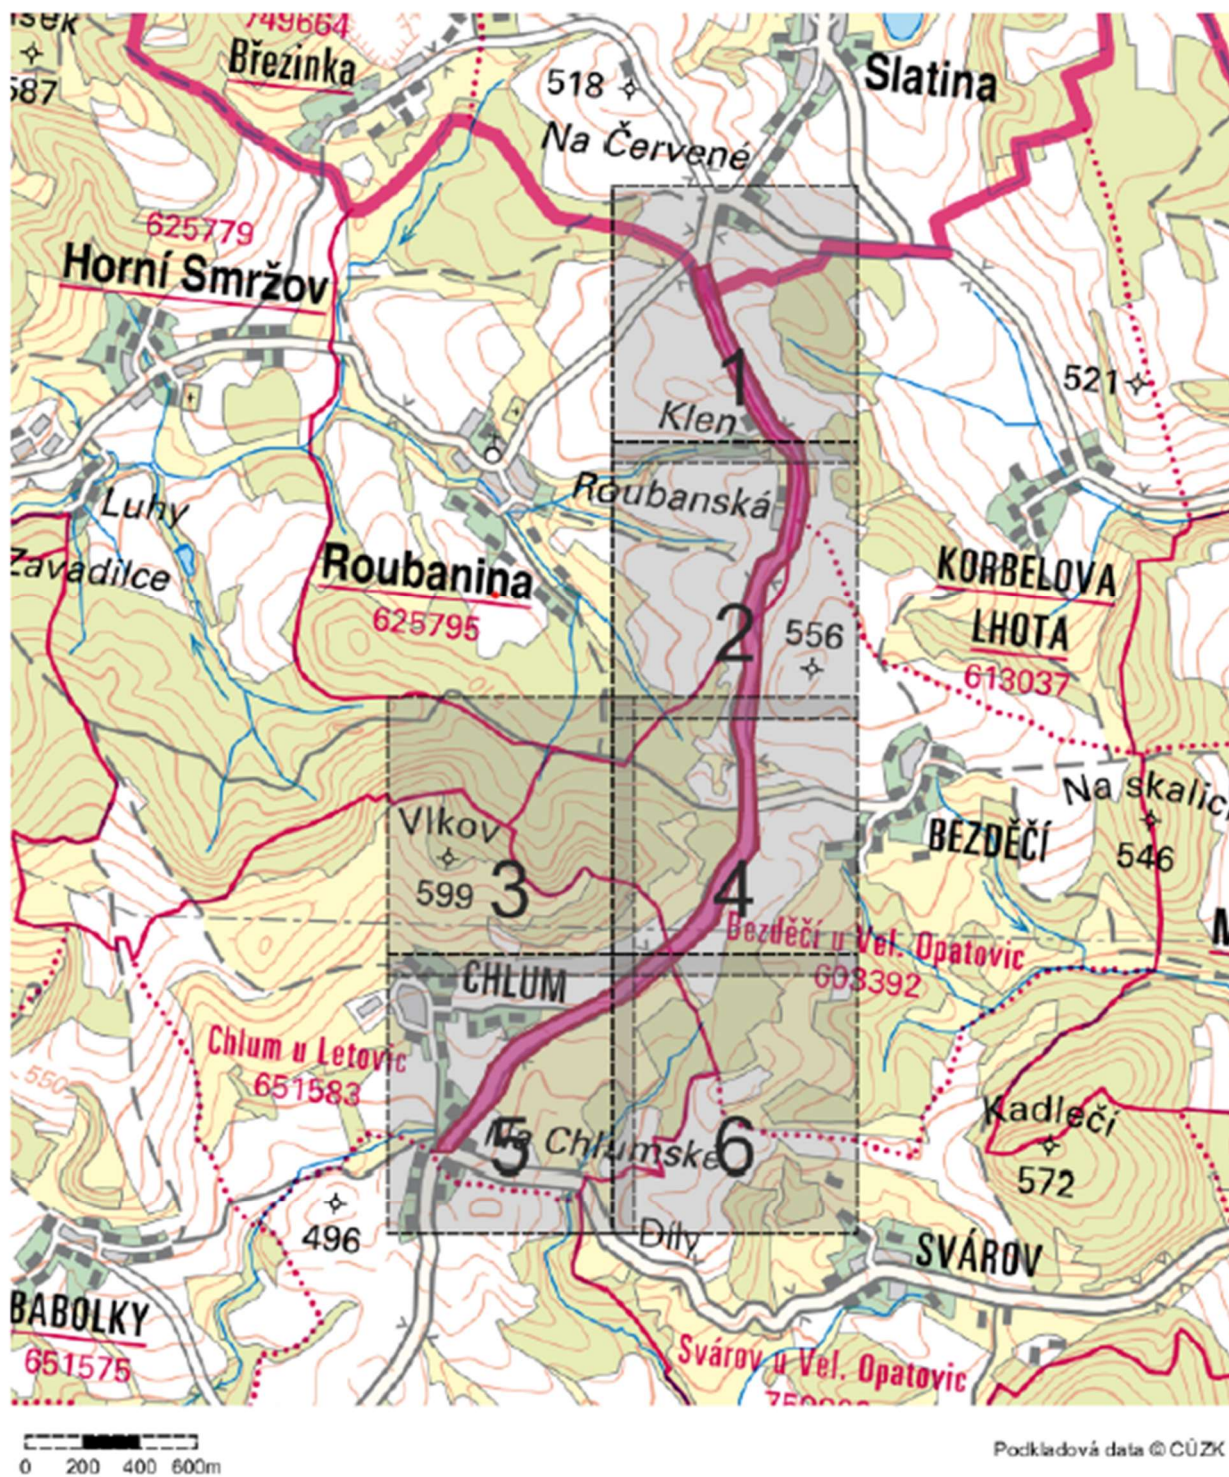 749664
587
Březinka
518
Slatina
Na Červené
625779
Horní Smržov
1
521
Klen
Luhy
Roubanská
Zavadilce
Roubanina
625795
KORBELOVA
LHOTA
613037
2
556
Na skalici
Vlkov
599
3
4
BEZDĚČÍ
546
Bezděčí u Vel. Opatovic
603392
CHLUM
Chlum u Letovic
651583
550
Kadlečí
572
5
Na Chlumské
6
496
Díly
SVÁROV
BABOLKY
651575
Svárov u Vel. Opatovic
0 200 400 600m
Podkladová data © ČÚZK